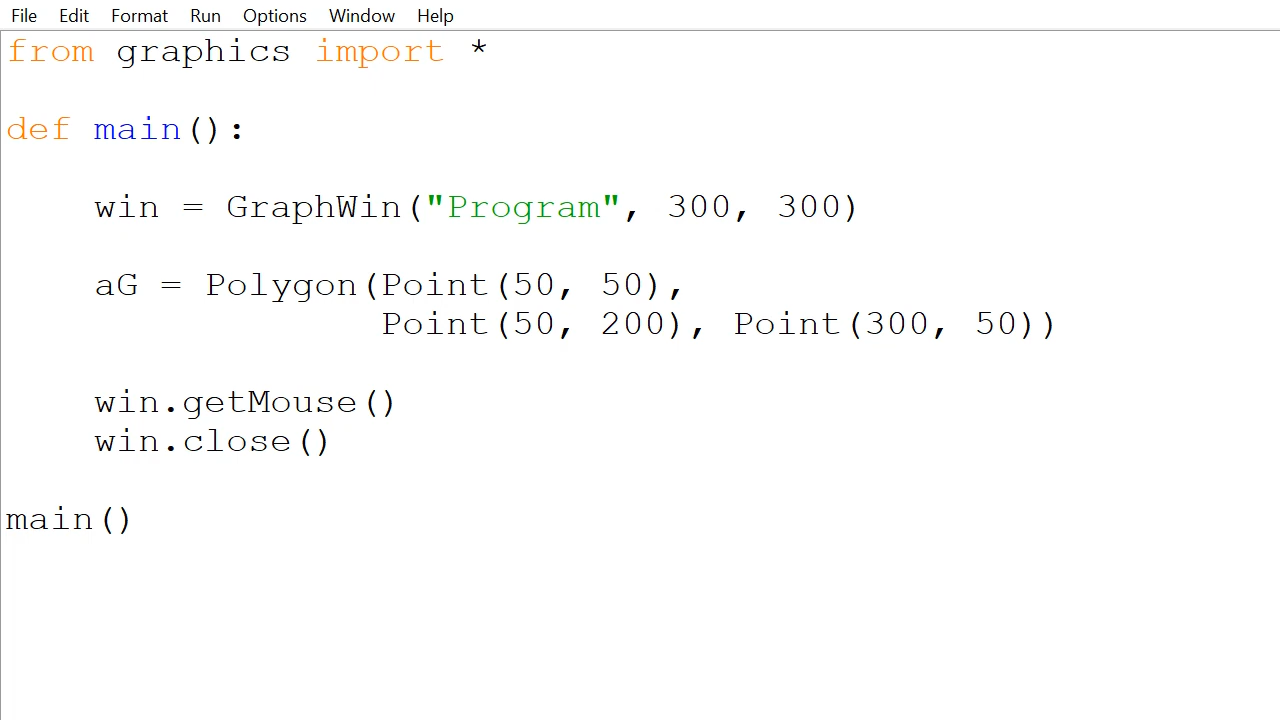 File Edit Format Run Options Window Help
from graphics import *
def main():
    win = GraphWin("Program", 300, 300)
    aG = Polygon(Point(50, 50),
                 Point(50, 200), Point(300, 50))
    win.getMouse()
    win.close()
main()